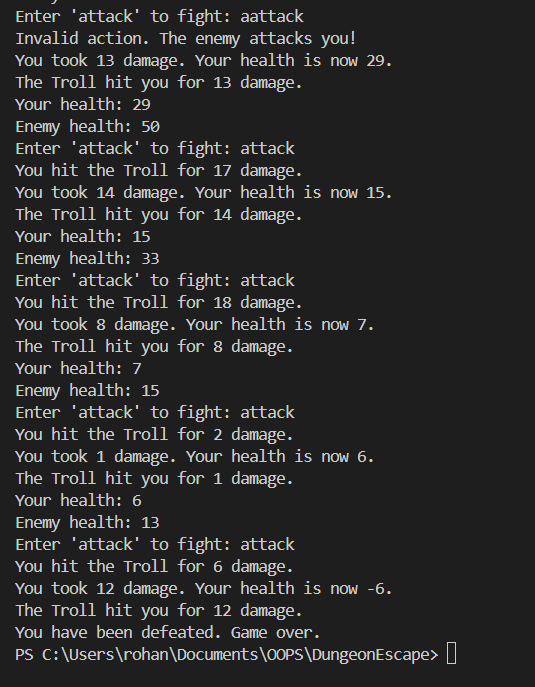 Enter 'attack' to fight: aattack
Invalid action. The enemy attacks you!
You took 13 damage. Your health is now 29.
The Troll hit you for 13 damage.
Your health: 29
Enemy health: 50
Enter 'attack' to fight: attack
You hit the Troll for 17 damage.
You took 14 damage. Your health is now 15.
The Troll hit you for 14 damage.
Your health: 15
Enemy health: 33
Enter 'attack' to fight: attack
You hit the Troll for 18 damage.
You took 8 damage. Your health is now 7.
The Troll hit you for 8 damage.
Your health: 7
Enemy health: 15
Enter 'attack' to fight: attack
You hit the Troll for 2 damage.
You took 1 damage. Your health is now 6.
The Troll hit you for 1 damage.
Your health: 6
Enemy health: 13
Enter 'attack' to fight: attack
You hit the Troll for 6 damage.
You took 12 damage. Your health is now -6.
The Troll hit you for 12 damage.
You have been defeated. Game over.
PS C:\Users\rohan\Documents\OOPS\DungeonEscape>